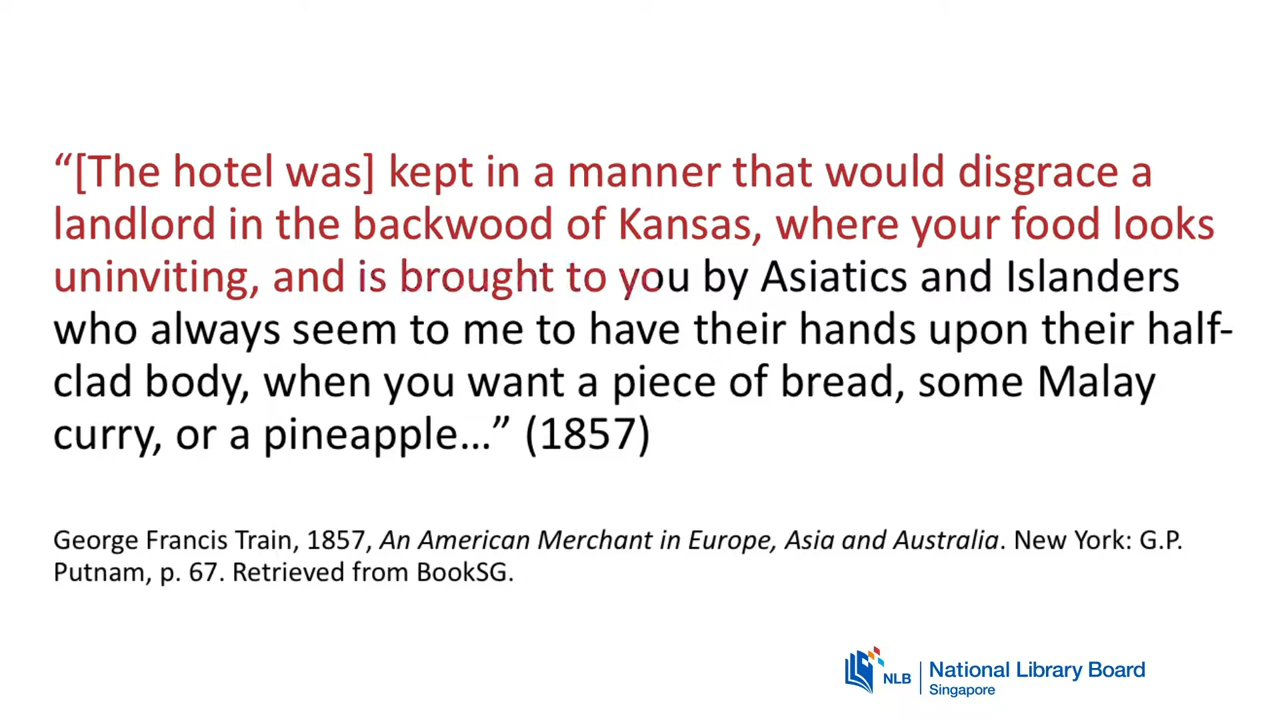 “[The hotel was] kept in a manner that would disgrace a
landlord in the backwood of Kansas, where your food looks
uninviting, and is brought to you by Asiatics and Islanders
who always seem to me to have their hands upon their half-
clad body, when you want a piece of bread, some Malay
curry, or a pineapple…” (1857)
George Francis Train, 1857, An American Merchant in Europe, Asia and Australia. New York: G.P.
Putnam, p. 67. Retrieved from BookSG.
NLB National Library Board
Singapore